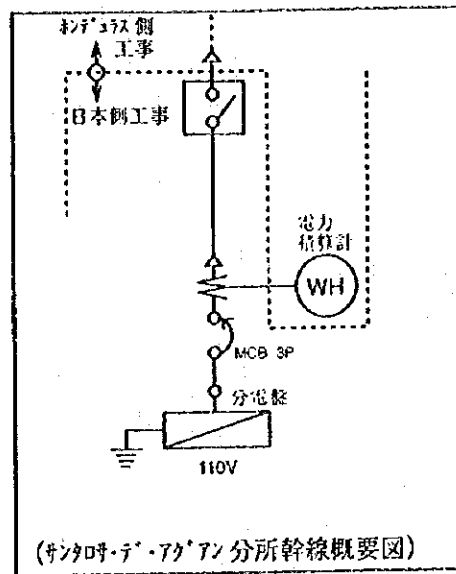 ホンデュラス側
工事
日本側工事
電力
積算計
WH
MCB 3P
分電盤
110V
(サンタロサ・デ・アグアン分所幹線概要図)